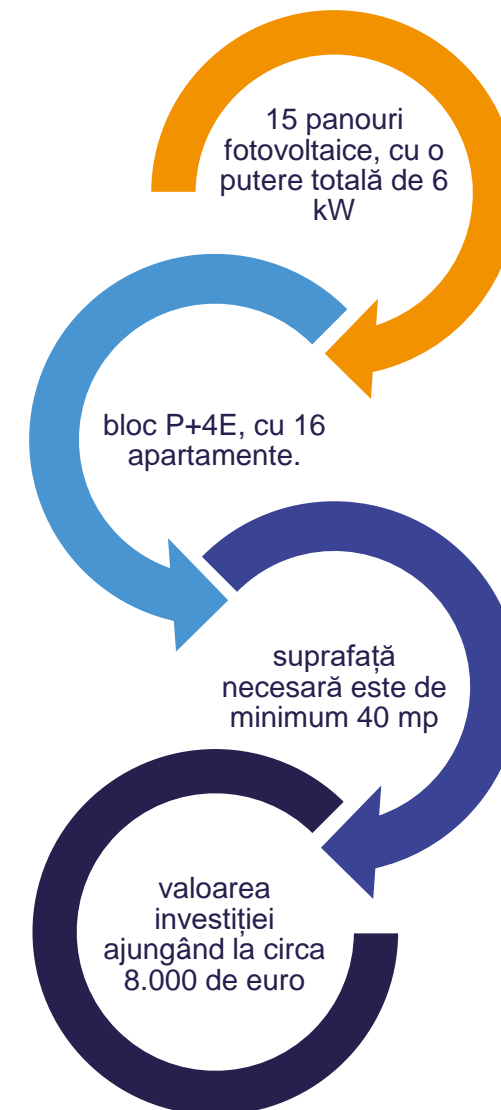 15 panouri
fotovoltaice, cu o
putere totală de 6
kW
bloc P+4E, cu 16
apartamente.
suprafață
necesară este de
minimum 40 mp
valoarea
investiției
ajungând la circa
8.000 de euro